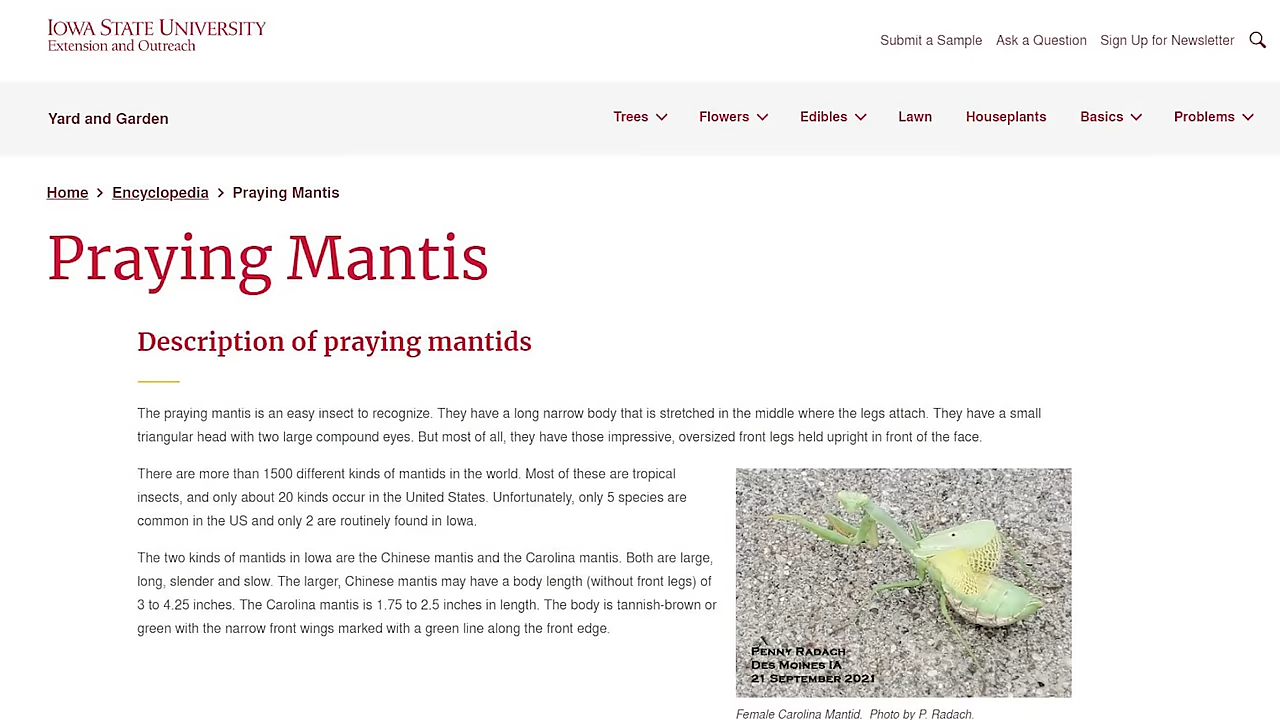 IOWA STATE UNIVERSITY
Extension and Outreach
Submit a Sample Ask a Question Sign Up for Newsletter
Yard and Garden
Trees Flowers Edibles Lawn Houseplants Basics Problems
Home > Encyclopedia > Praying Mantis
Praying Mantis
Description of praying mantids
The praying mantis is an easy insect to recognize. They have a long narrow body that is stretched in the middle where the legs attach. They have a small
triangular head with two large compound eyes. But most of all, they have those impressive, oversized front legs held upright in front of the face.
There are more than 1500 different kinds of mantids in the world. Most of these are tropical
insects, and only about 20 kinds occur in the United States. Unfortunately, only 5 species are
common in the US and only 2 are routinely found in Iowa.
The two kinds of mantids in Iowa are the Chinese mantis and the Carolina mantis. Both are large,
long, slender and slow. The larger, Chinese mantis may have a body length (without front legs) of
3 to 4.25 inches. The Carolina mantis is 1.75 to 2.5 inches in length. The body is tannish-brown or
green with the narrow front wings marked with a green line along the front edge.
PENNY RADACH
DES MOINES IA
21 SEPTEMBER 2021
Female Carolina Mantid. Photo by P. Radach.